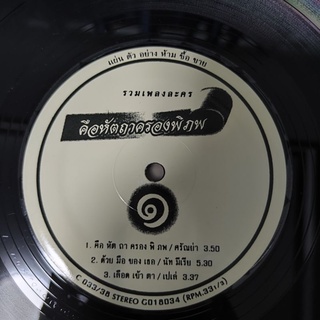 แผ่น ตัว อย่าง ห้าม ซื้อ ขาย
รวมเพลงละคร
คือหัตถาครองพิภพ
๑
1. คือ หัต ถา ครอง พิ ภพ / ศรัณย่า 3.50
2. ด้วย มือ ของ เธอ / นัท มีเรีย 5.30
3. เลือด เข้า ตา / เปเล่ 3.37
C 033/38 STEREO GD18034 (RPM.33 1/3)